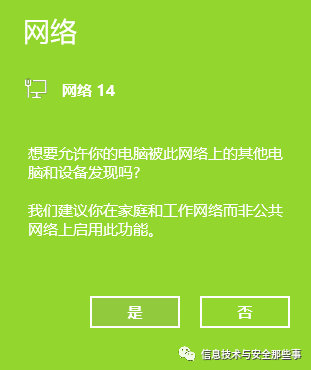 网络
网络 14
想要允许你的电脑被此网络上的其他电
脑和设备发现吗?
我们建议你在家庭和工作网络而非公共
网络上启用此功能。
是
否
信息技术与安全那些事